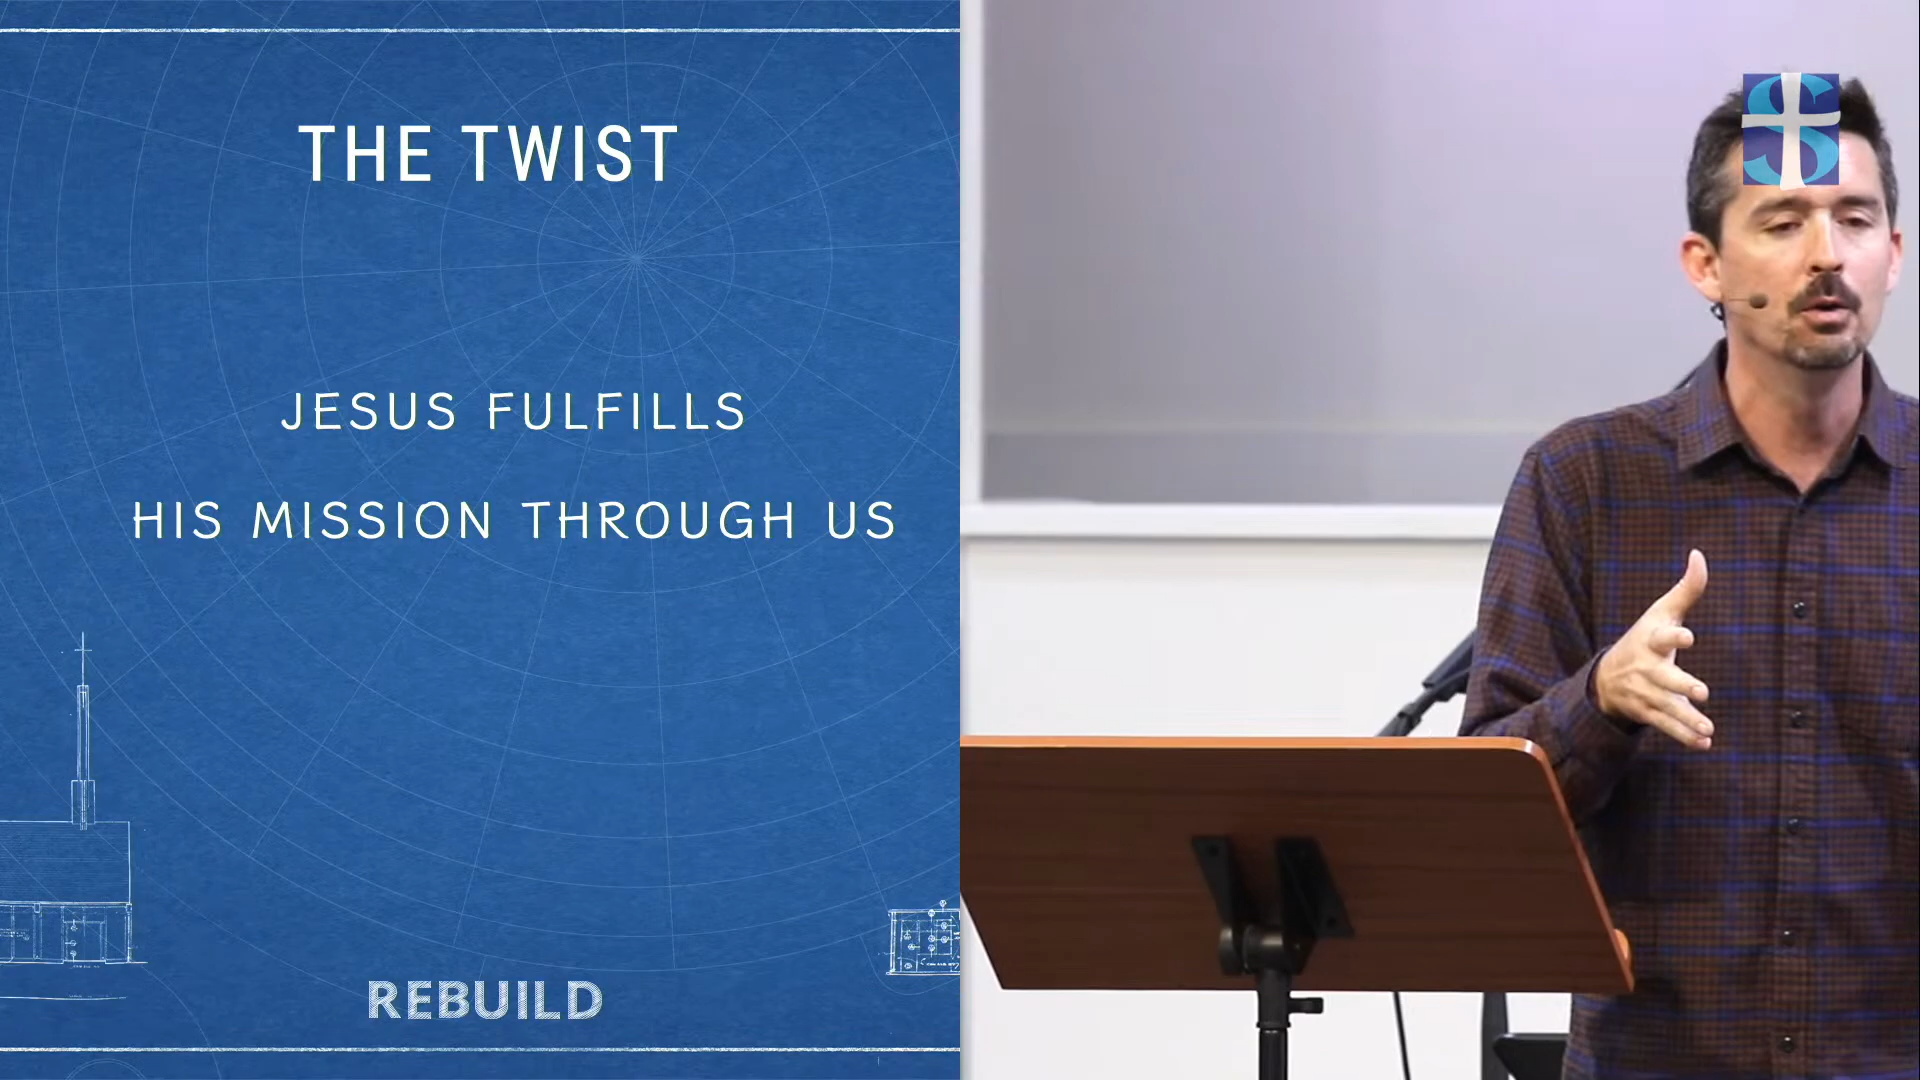 THE TWIST
JESUS FULFILLS
HIS MISSION THROUGH US
REBUILD